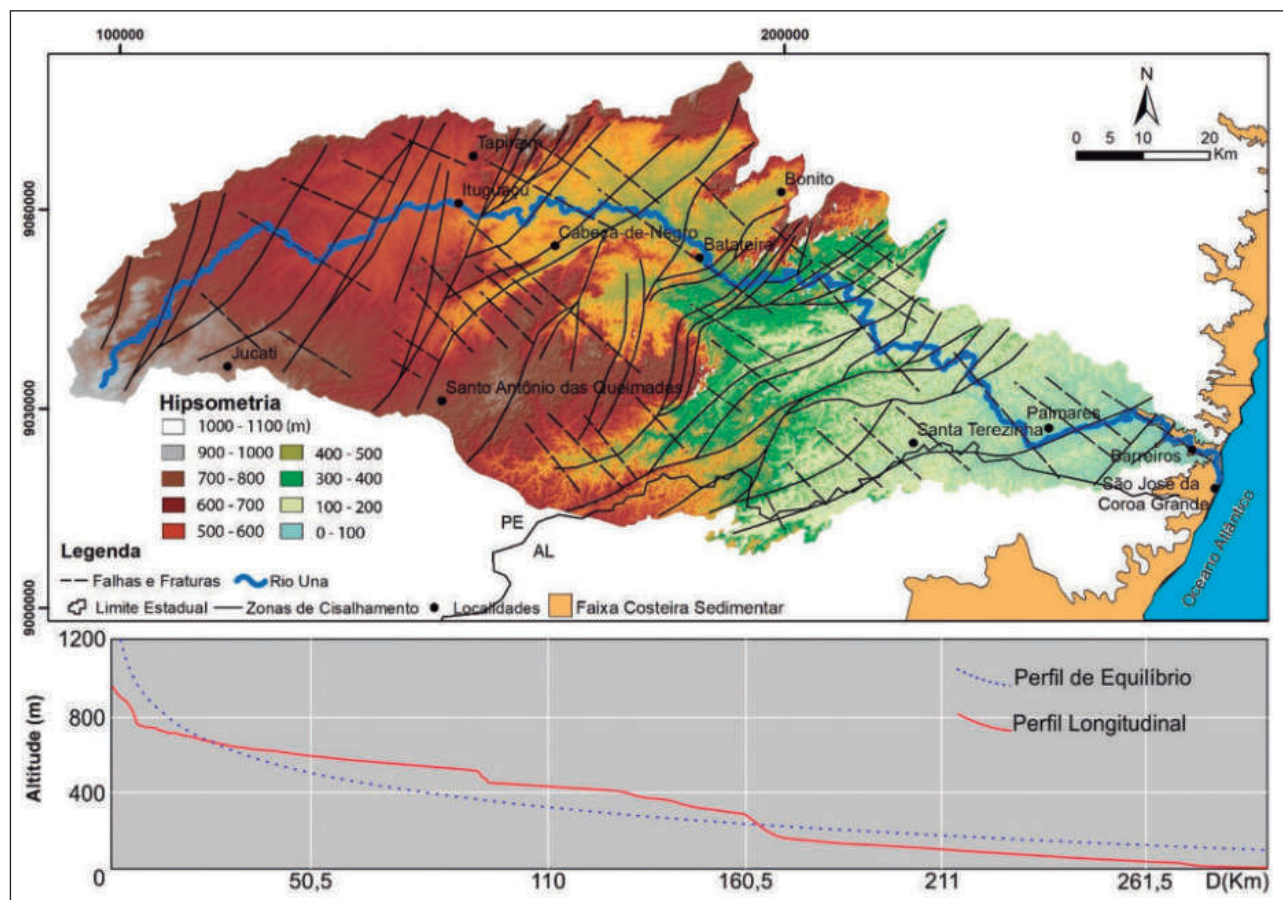 100000
200000
N
0 5 10 20
Km
9060000
9030000
9000000
Tapiraim
Ituguaçú
Bonito
Cabeça-de-Negro
Batateira
Jucati
Santo Antônio das Queimadas
Palmares
Santa Terezinha
Barreiros
São José da
Coroa Grande
Oceano Atlântico
PE
AL
Hipsometria
1000 - 1100 (m)
900 - 1000
400 - 500
700 - 800
300 - 400
600 - 700
100 - 200
500 - 600
0 - 100
Legenda
Falhas e Fraturas
Rio Una
Limite Estadual
Zonas de Cisalhamento
Localidades
Faixa Costeira Sedimentar
Altitude (m)
1200
800
400
0
Perfil de Equilíbrio
Perfil Longitudinal
50,5
110
160,5
211
261,5
D(Km)